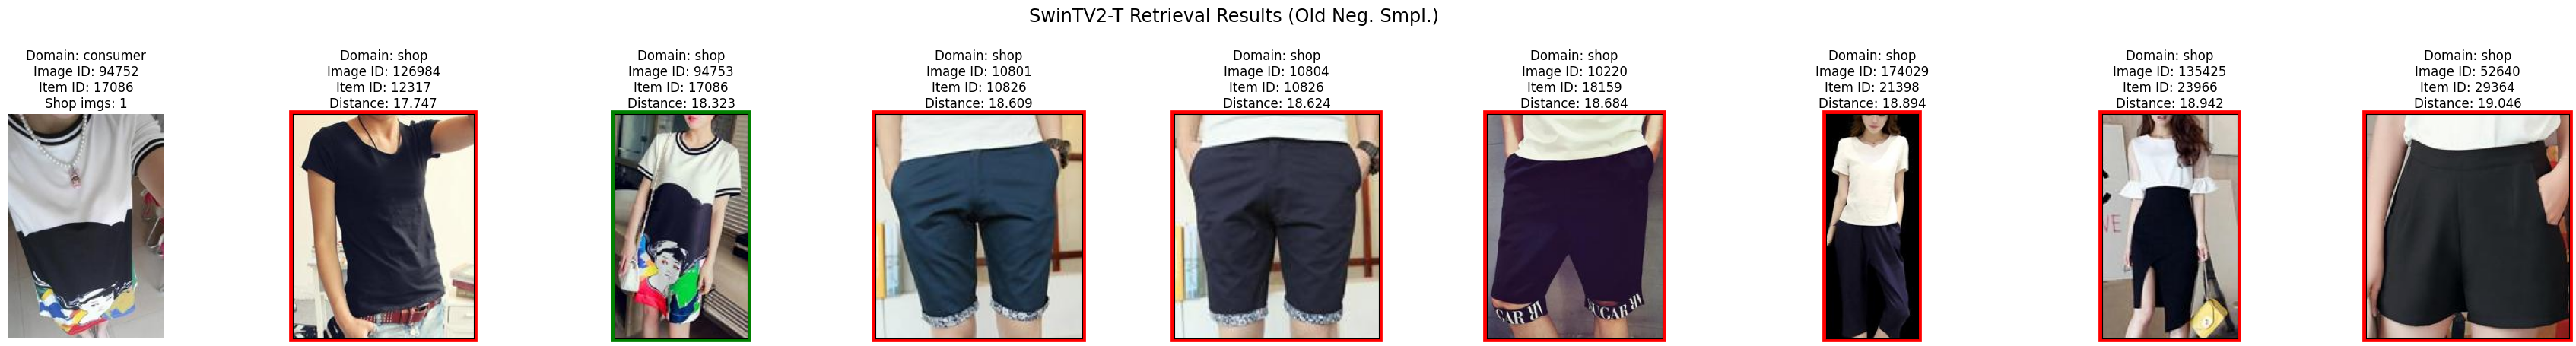 SwinTV2-T Retrieval Results (Old Neg. Smpl.)
Domain: consumer
Image ID: 94752
Item ID: 17086
Shop imgs: 1
Domain: shop
Image ID: 126984
Item ID: 12317
Distance: 17.747
Domain: shop
Image ID: 94753
Item ID: 17086
Distance: 18.323
Domain: shop
Image ID: 10801
Item ID: 10826
Distance: 18.609
Domain: shop
Image ID: 10804
Item ID: 10826
Distance: 18.624
Domain: shop
Image ID: 10220
Item ID: 18159
Distance: 18.684
Domain: shop
Image ID: 174029
Item ID: 21398
Distance: 18.894
Domain: shop
Image ID: 135425
Item ID: 23966
Distance: 18.942
Domain: shop
Image ID: 52640
Item ID: 29364
Distance: 19.046